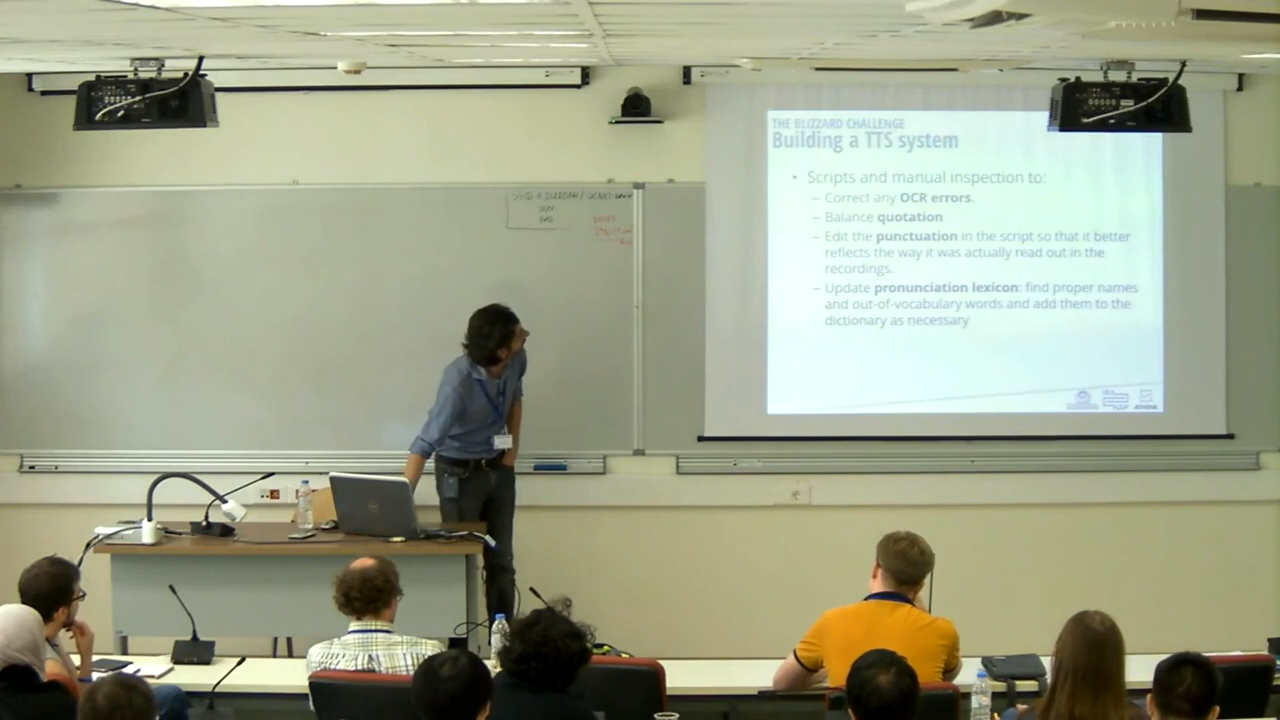 THE BLIZZARD CHALLENGE
Building a TTS system
• Scripts and manual inspection to:
– Correct any OCR errors.
– Balance quotation
– Edit the punctuation in the script so that it better
reflects the way it was actually read out in the
recordings.
– Update pronunciation lexicon: find proper names
and out-of-vocabulary words and add them to the
dictionary as necessary
ATHENA